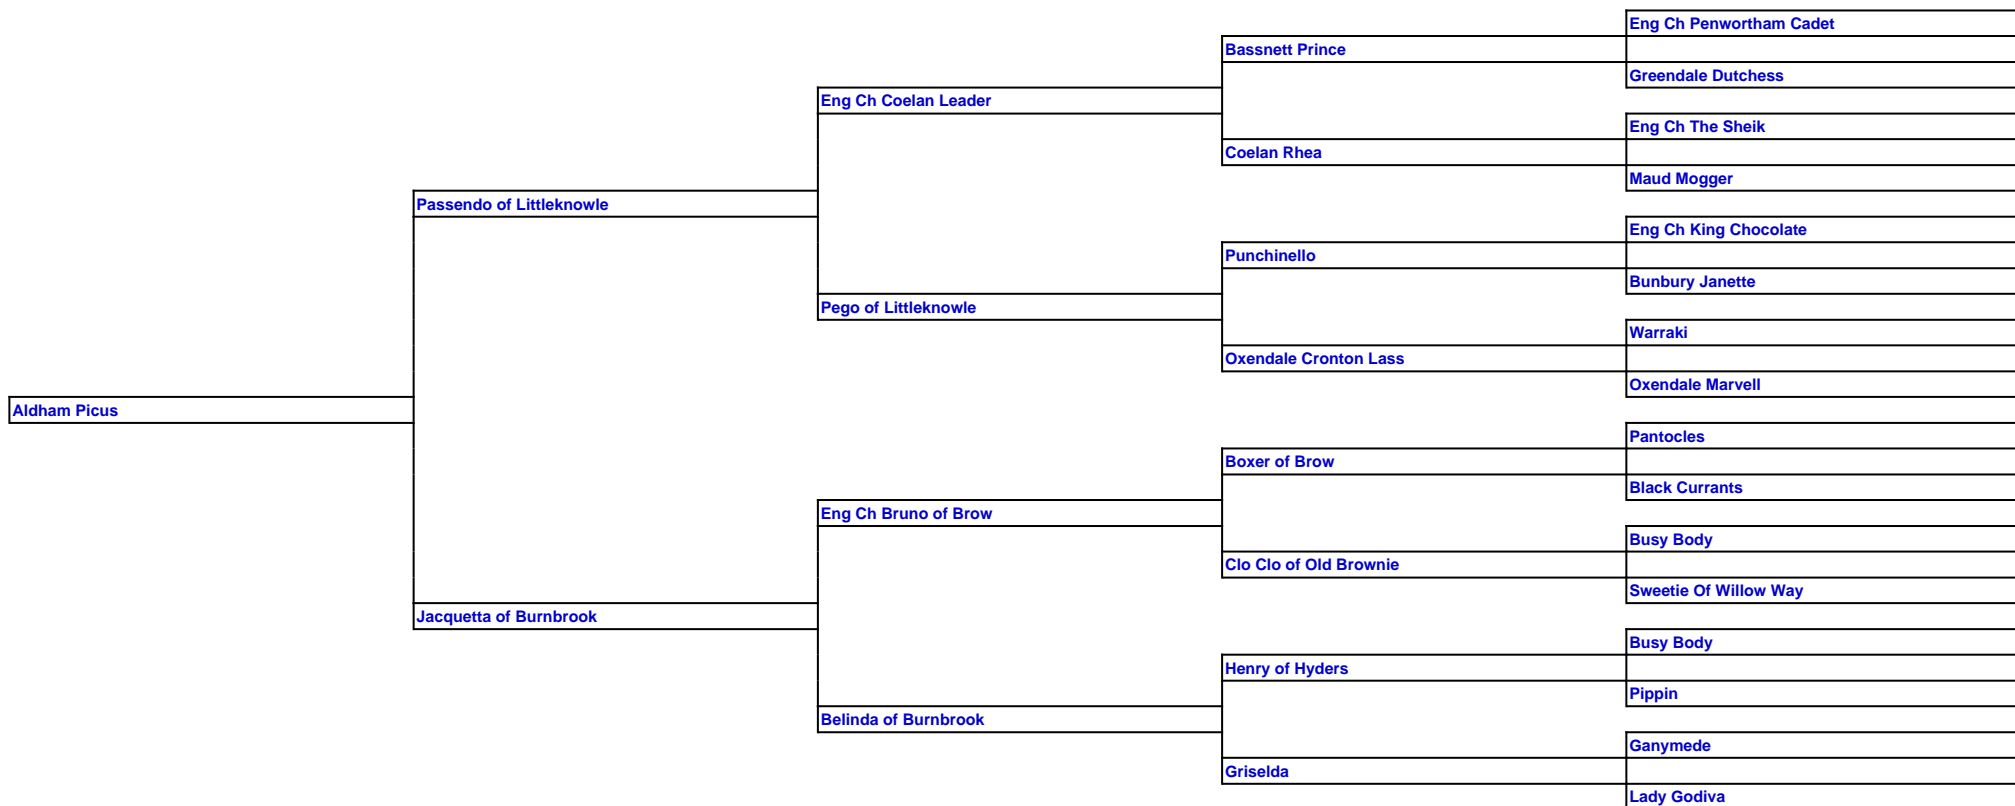 Eng Ch Penwortham Cadet
Bassnett Prince
Greendale Dutchess
Eng Ch Coelan Leader
Eng Ch The Sheik
Coelan Rhea
Maud Mogger
Passendo of Littleknowle
Eng Ch King Chocolate
Punchinello
Bunbury Janette
Pego of Littleknowle
Warraki
Oxendale Cronton Lass
Oxendale Marvell
Aldham Picus
Pantocles
Boxer of Brow
Black Currants
Eng Ch Bruno of Brow
Busy Body
Clo Clo of Old Brownie
Sweetie Of Willow Way
Jacquetta of Burnbrook
Busy Body
Henry of Hyders
Pippin
Belinda of Burnbrook
Ganymede
Griselda
Lady Godiva